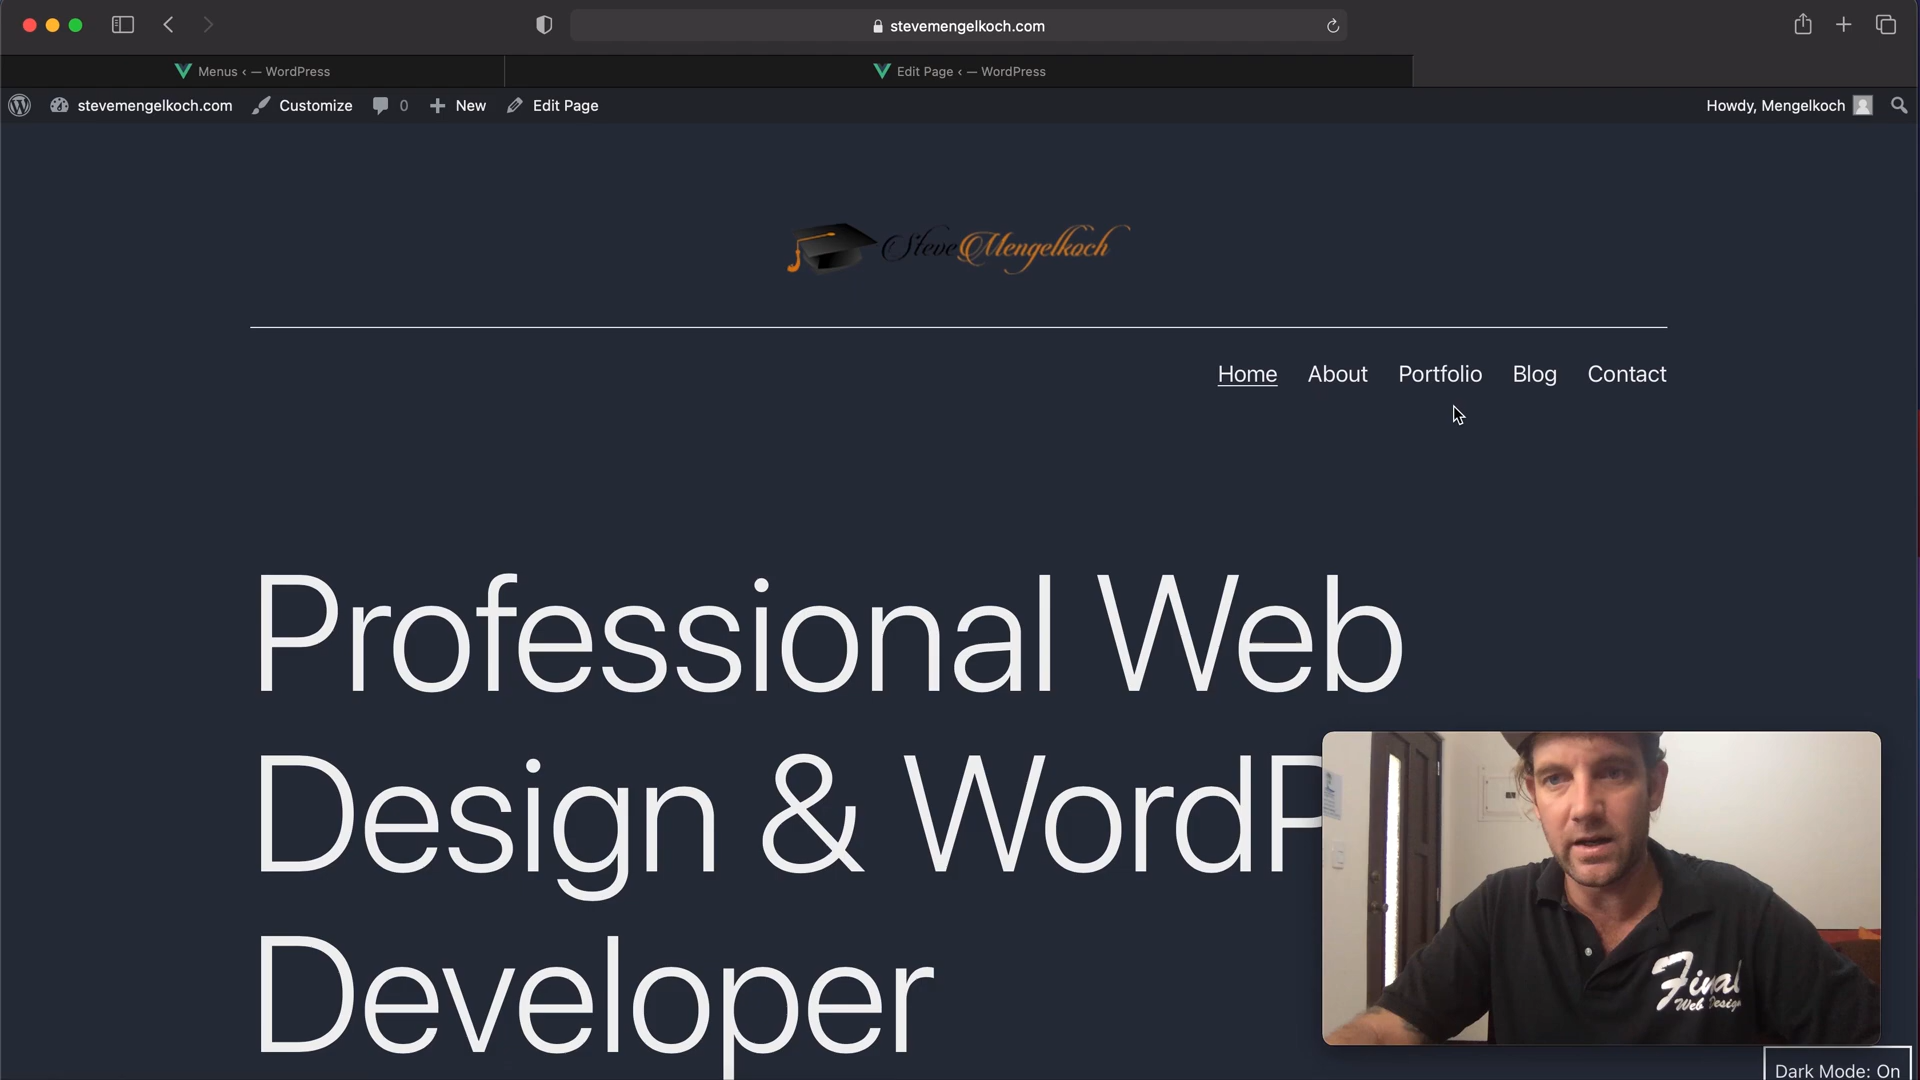 stevemengelkoch.com
Menus ‹ — WordPress
Edit Page ‹ — WordPress
stevemengelkoch.com
Customize
0
New
Edit Page
Howdy, Mengelkoch
Steve Mengelkoch
Home
About
Portfolio
Blog
Contact
Professional Web
Design & WordP
Developer
Final
Web Design
Dark Mode: On